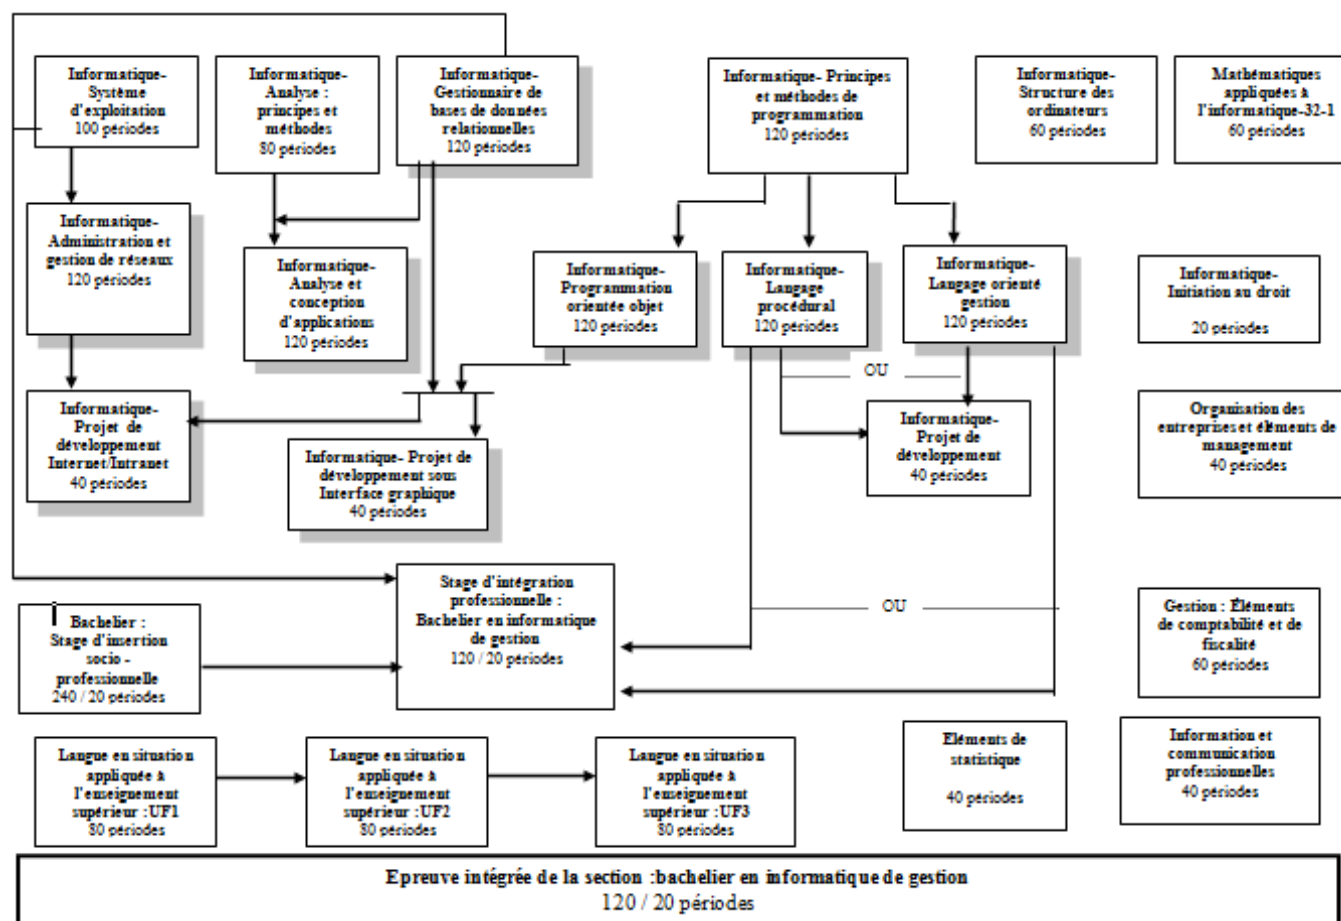 Informatique-
Système
d'exploitation
100 périodes
Informatique-
Analyse :
principes et
méthodes
80 périodes
Informatique-
Gestionnaire de
bases de données
relationnelles
120 périodes
Informatique- Principes
et méthodes de
programmation
120 périodes
Informatique-
Structure des
ordinateurs
60 périodes
Mathématiques
appliquées à
l'informatique-32-1
60 périodes
Informatique-
Administration et
gestion de réseaux
120 périodes
Informatique-
Analyse et
conception
d'applications
120 périodes
Informatique-
Programmation
orientée objet
120 périodes
Informatique-
Langage
procédural
120 périodes
Informatique-
Langage orienté
gestion
120 périodes
Informatique-
Initiation au droit
20 périodes
OU
Informatique-
Projet de
développement
Internet/Intranet
40 périodes
Informatique- Projet de
développement sous
Interface graphique
40 périodes
Informatique-
Projet de
développement
40 périodes
Organisation des
entreprises et éléments de
management
40 périodes
Stage d'intégration
professionnelle :
Bachelier en informatique
de gestion
120 / 20 périodes
OU
Bachelier :
Stage d'insertion
socio -
professionnelle
240 / 20 périodes
Gestion : Éléments
de comptabilité et de
fiscalité
60 périodes
Langue en situation
appliquée à
l'enseignement
supérieur :UF1
80 périodes
Langue en situation
appliquée à
l'enseignement
supérieur :UF2
80 périodes
Langue en situation
appliquée à
l'enseignement
supérieur :UF3
80 périodes
Eléments de
statistique
40 périodes
Information et
communication
professionnelles
40 périodes
Epreuve intégrée de la section :bachelier en informatique de gestion
120 / 20 périodes